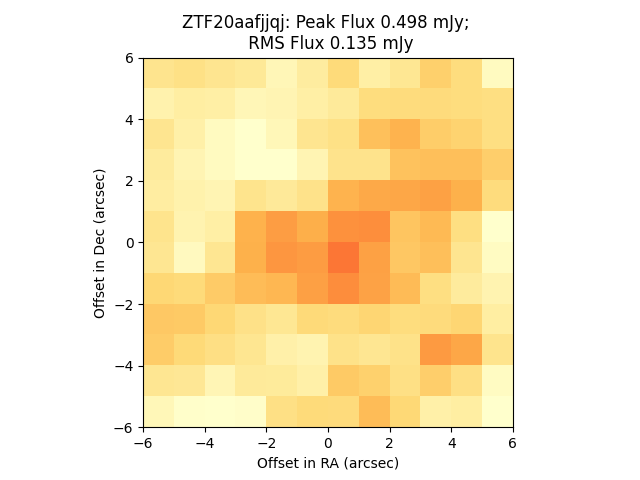 ZTF20aafjjqj: Peak Flux 0.498 mJy;
RMS Flux 0.135 mJy
6
4
2
0
−2
−4
−6
Offset in Dec (arcsec)
−6 −4 −2 0 2 4 6
Offset in RA (arcsec)